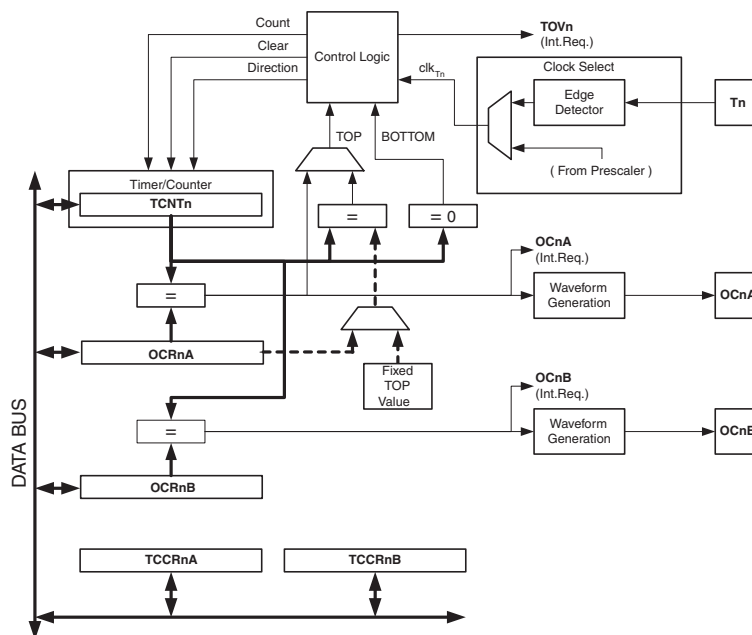 Count
Clear
Direction
Control Logic
TOVn
(Int.Req.)
clkTn
Clock Select
Edge
Detector
Tn
( From Prescaler )
TOP
BOTTOM
Timer/Counter
TCNTn
=
= 0
OCnA
(Int.Req.)
=
Waveform
Generation
OCnA
OCRnA
Fixed
TOP
Value
OCnB
(Int.Req.)
=
Waveform
Generation
OCnB
OCRnB
DATA BUS
TCCRnA
TCCRnB